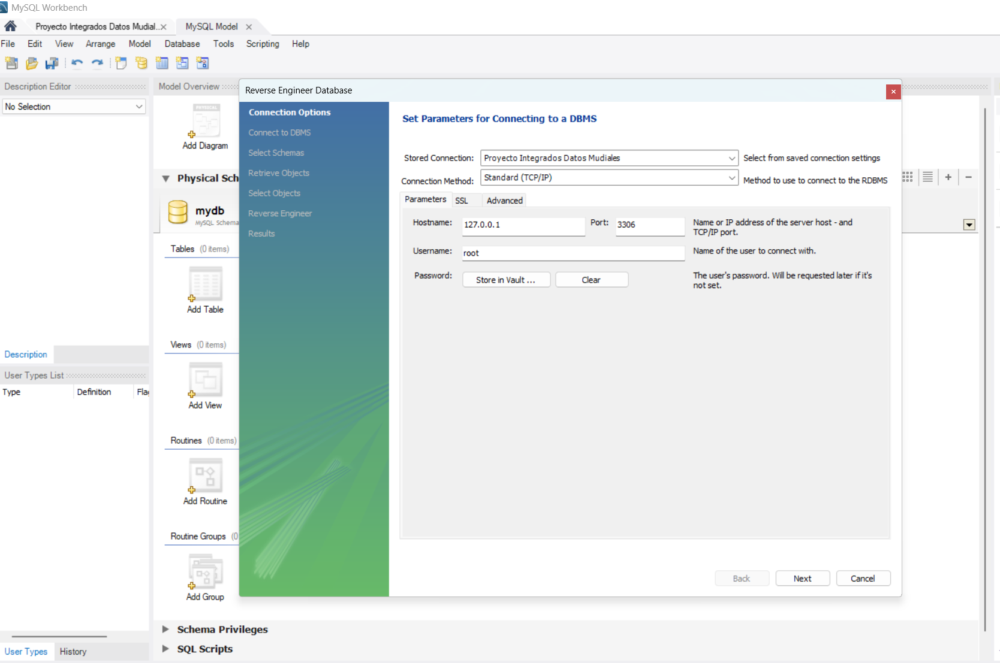 MySQL Workbench
Proyecto Integrados Datos Mudial..
MySQL Model
File Edit View Arrange Model Database Tools Scripting Help
Description Editor
No Selection
Description
User Types List
Type Definition
User Types History
Model Overview
PHYSICAL
Add Diagram
Physical Sch
mydb
MySQL Schema
Tables (0 items)
Add Table
Views (0 items)
Add View
Routines (0 items)
Add Routine
Routine Groups (0
Add Group
Schema Privileges
SQL Scripts
Reverse Engineer Database
Connection Options
Connect to DBMS
Select Schemas
Retrieve Objects
Select Objects
Reverse Engineer
Results
Set Parameters for Connecting to a DBMS
Stored Connection: Proyecto Integrados Datos Mudiales Select from saved connection settings
Connection Method: Standard (TCP/IP) Method to use to connect to the RDBMS
Parameters SSL Advanced
Hostname: 127.0.0.1 Port: 3306 Name or IP address of the server host - and
TCP/IP port.
Username: root Name of the user to connect with.
Password: Store in Vault ... Clear The user's password. Will be requested later if it's
not set.
Back Next Cancel